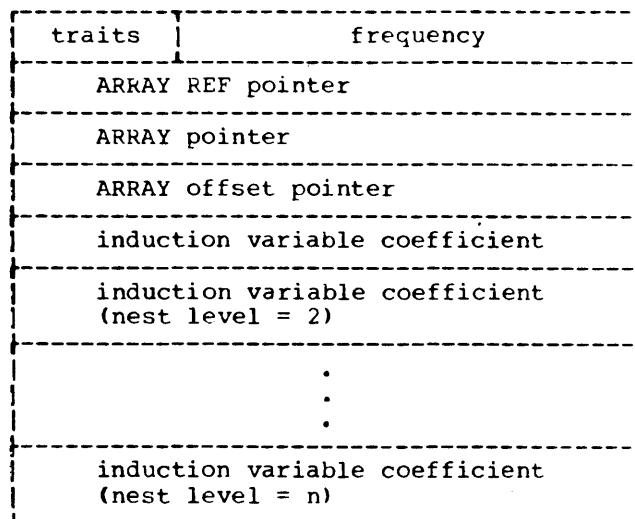 traits frequency
ARRAY REF pointer
ARRAY pointer
ARRAY offset pointer
induction variable coefficient
induction variable coefficient
(nest level = 2)
.
.
.
induction variable coefficient
(nest level = n)